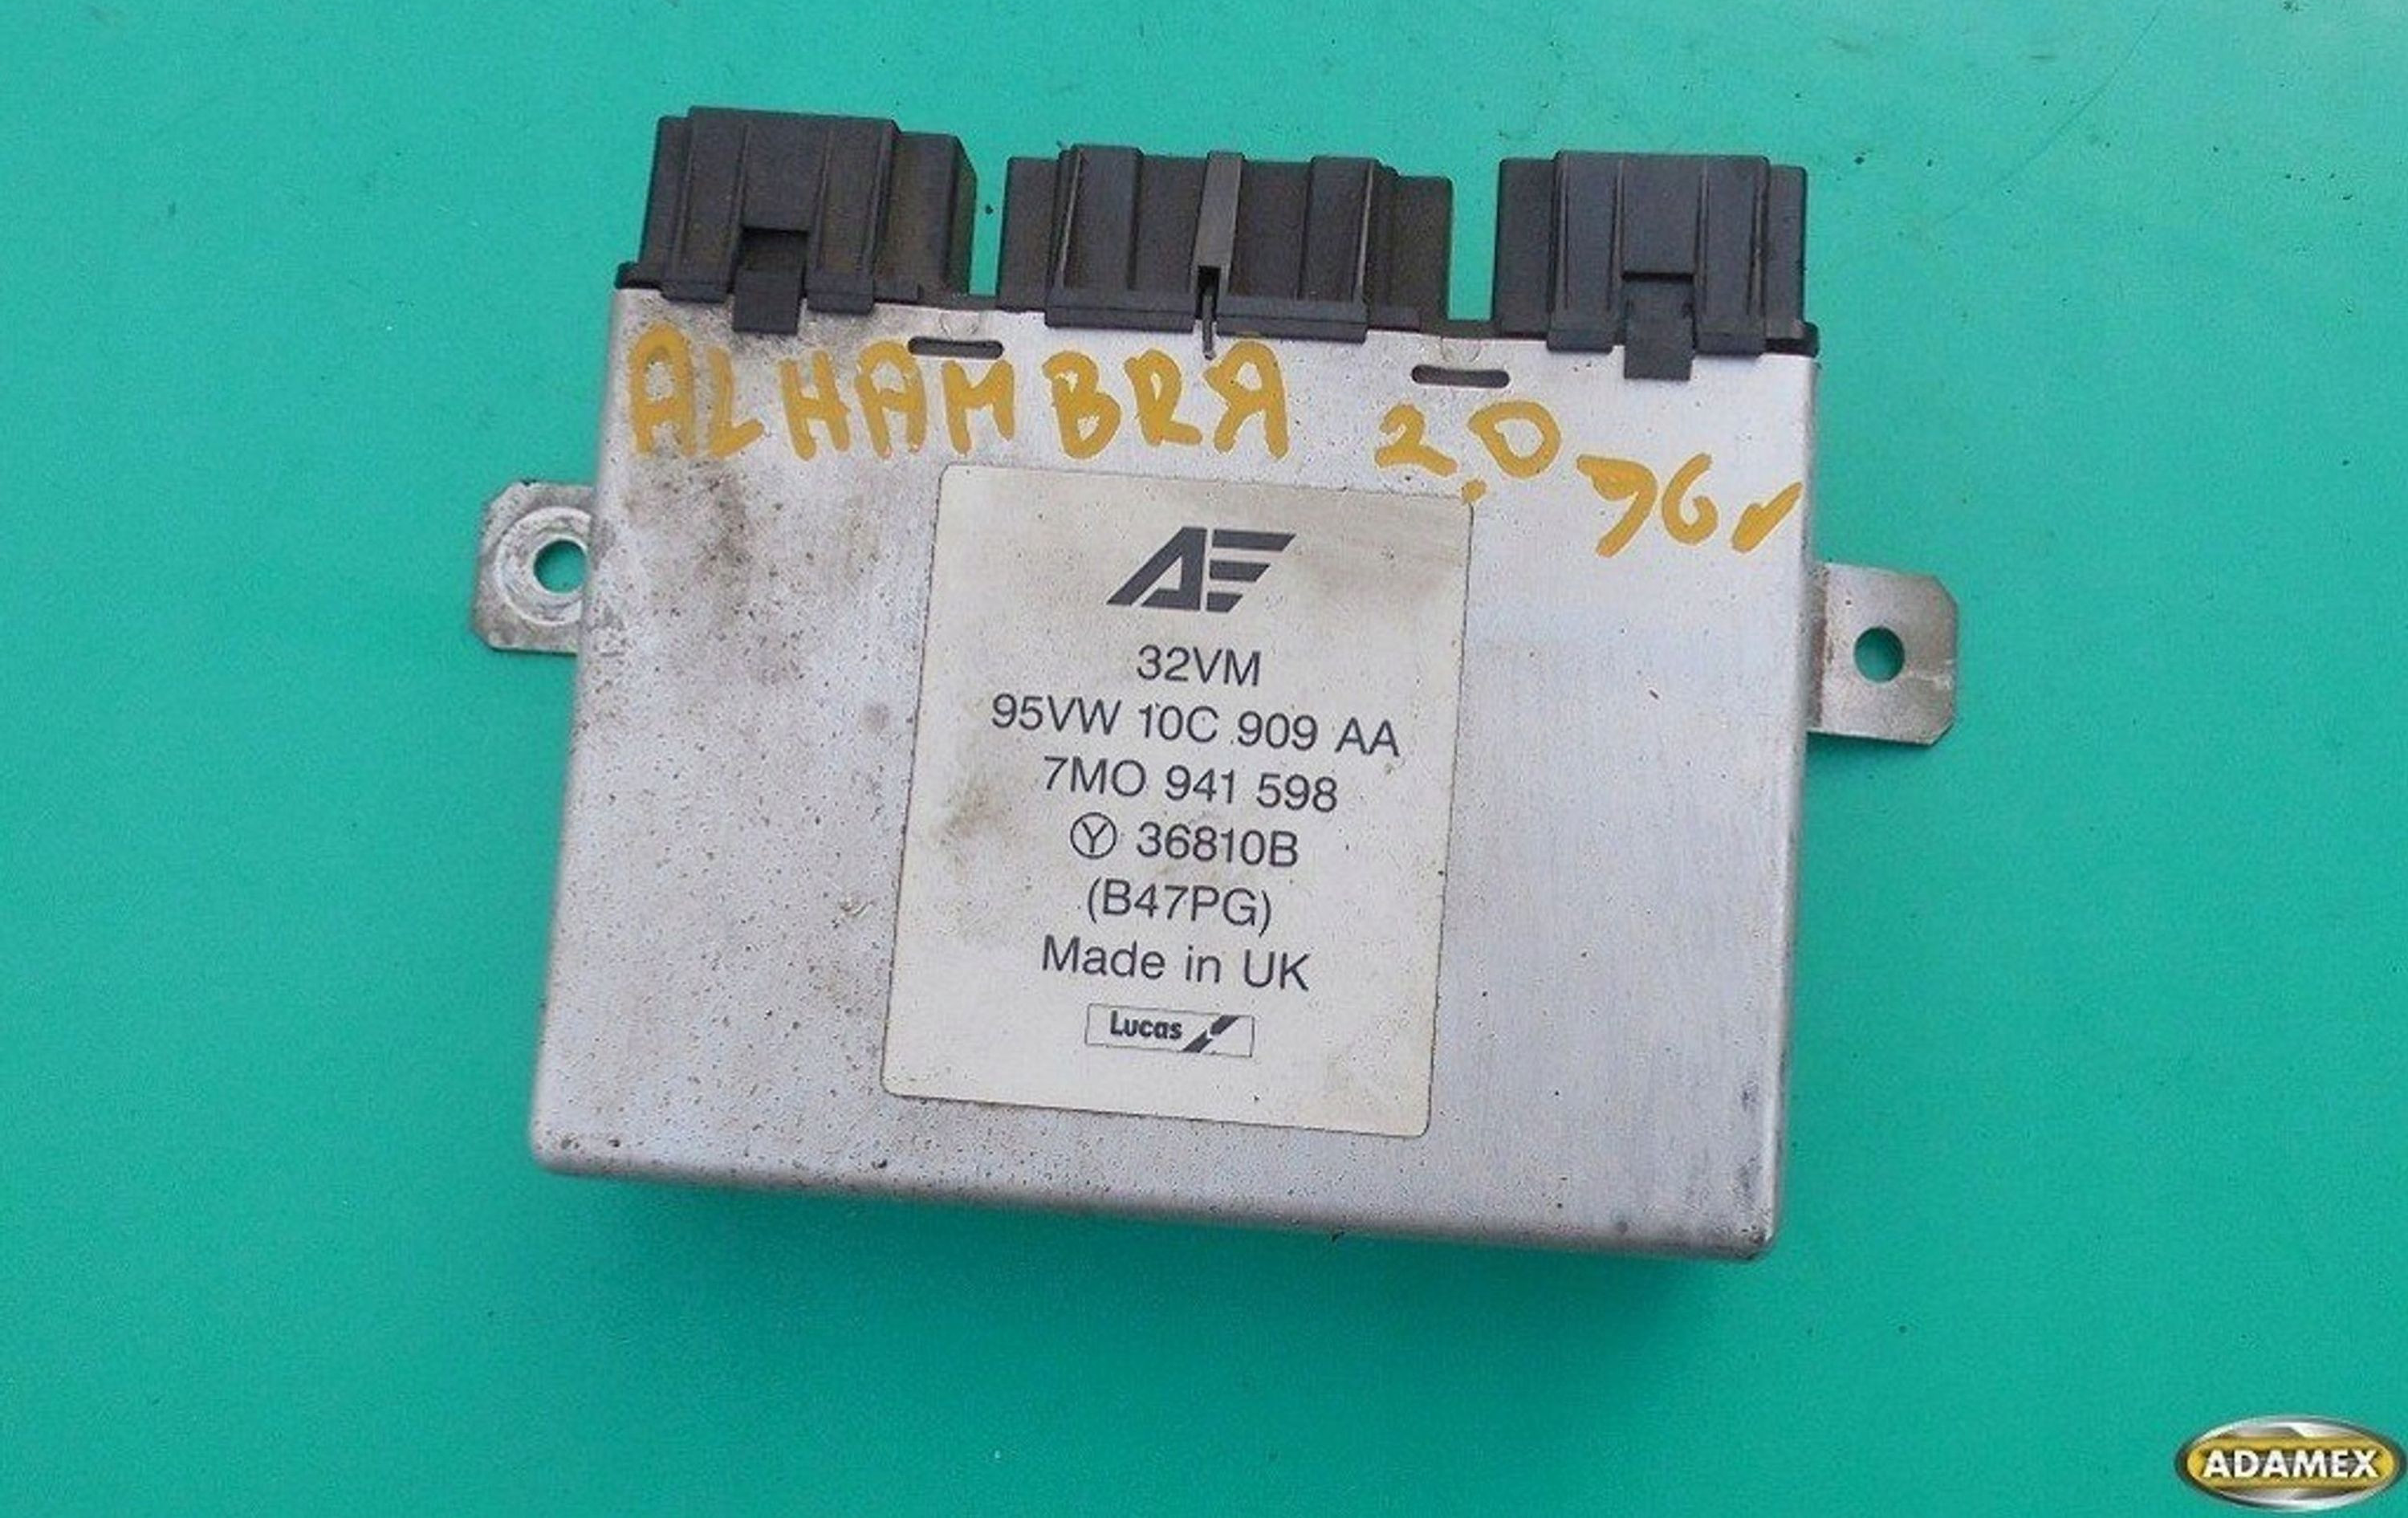 ALHAMBRA 2.0 96r
AE
32VM
95VW 10C 909 AA
7MO 941 598
Ⓨ 36810B
(B47PG)
Made in UK
Lucas
ADAMEX